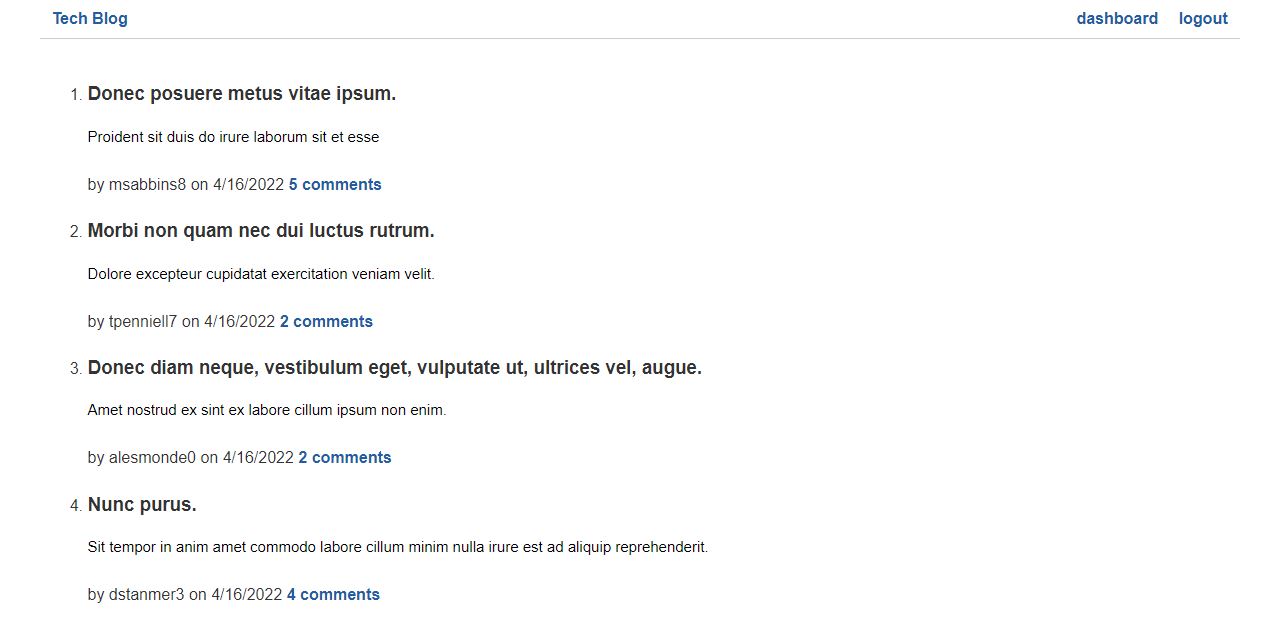 Tech Blog dashboard logout
1. Donec posuere metus vitae ipsum.
Proident sit duis do irure laborum sit et esse
by msabbins8 on 4/16/2022 5 comments
2. Morbi non quam nec dui luctus rutrum.
Dolore excepteur cupidatat exercitation veniam velit.
by tpenniell7 on 4/16/2022 2 comments
3. Donec diam neque, vestibulum eget, vulputate ut, ultrices vel, augue.
Amet nostrud ex sint ex labore cillum ipsum non enim.
by alesmonde0 on 4/16/2022 2 comments
4. Nunc purus.
Sit tempor in anim amet commodo labore cillum minim nulla irure est ad aliquip reprehenderit.
by dstanmer3 on 4/16/2022 4 comments